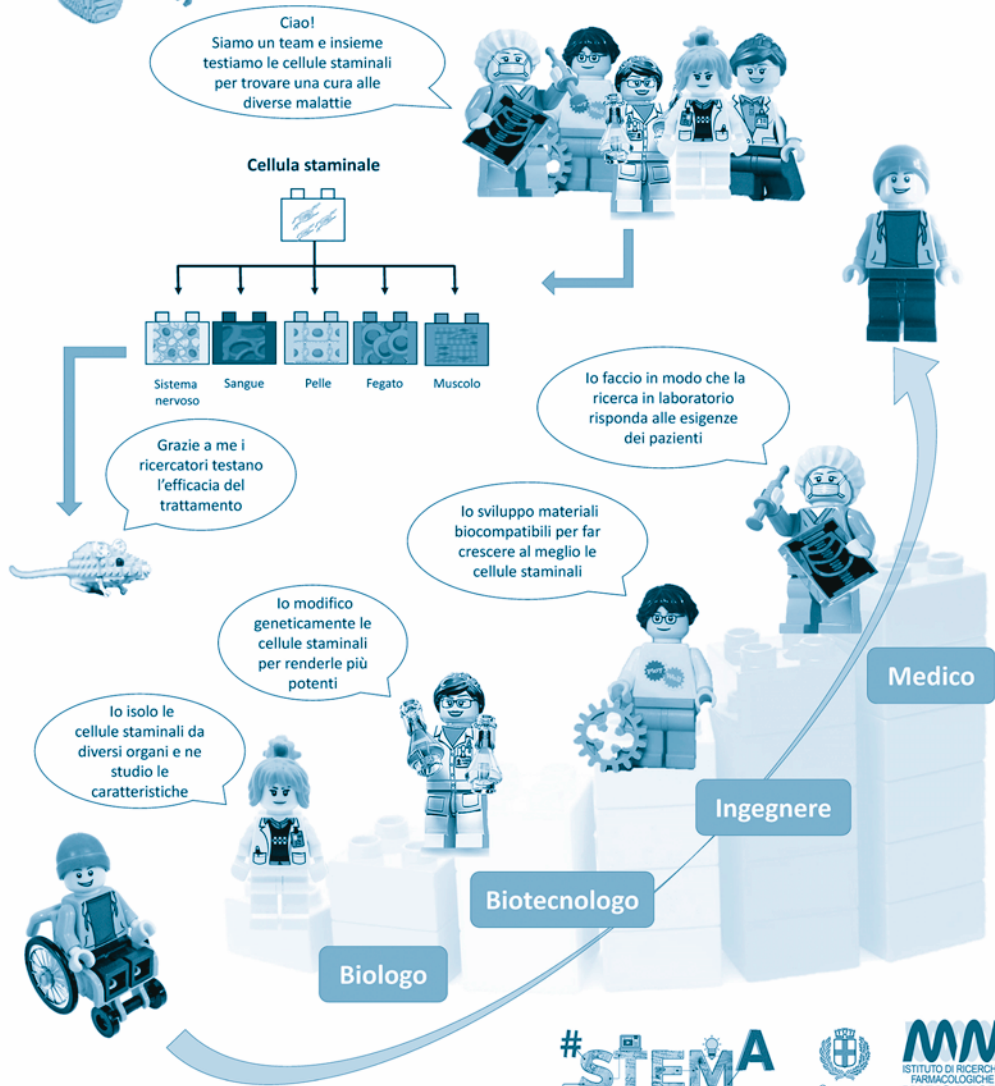 Ciao!
Siamo un team e insieme
testiamo le cellule staminali
per trovare una cura alle
diverse malattie
Cellula staminale
Sistema
nervoso
Sangue
Pelle
Fegato
Muscolo
Grazie a me i
ricercatori testano
l'efficacia del
trattamento
Io faccio in modo che la
ricerca in laboratorio
risponda alle esigenze
dei pazienti
Io sviluppo materiali
biocompatibili per far
crescere al meglio le
cellule staminali
Io modifico
geneticamente le
cellule staminali
per renderle più
potenti
Io isolo le
cellule staminali da
diversi organi e ne
studio le
caratteristiche
Medico
Ingegnere
Biotecnologo
Biologo
#STEMA
ISTITUTO DI RICERCHE
FARMACOLOGICHE